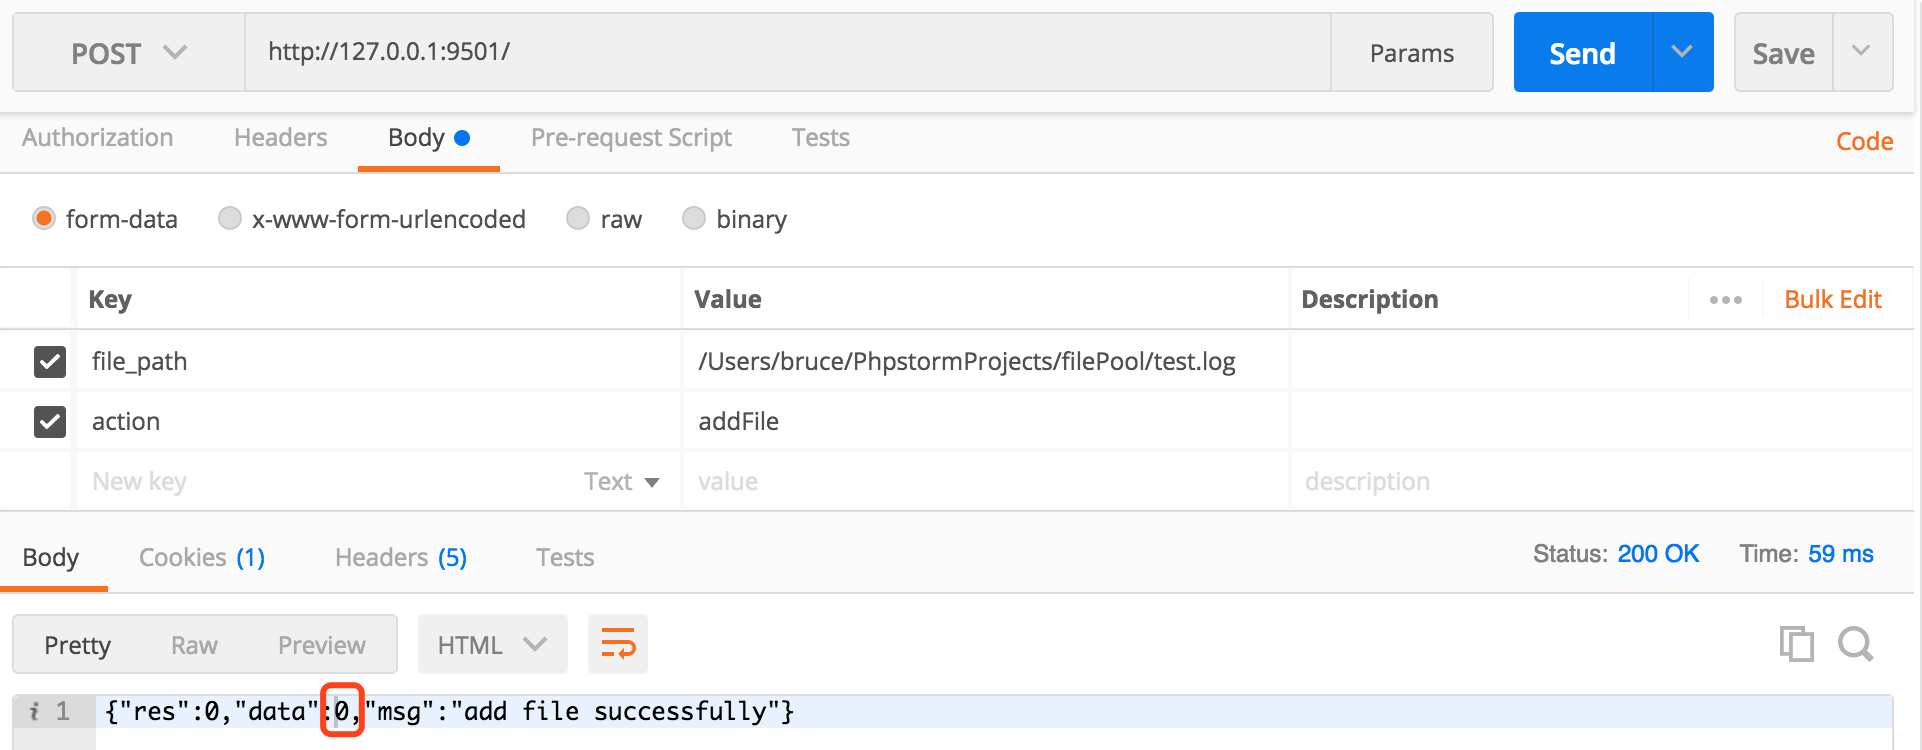 POST http://127.0.0.1:9501/ Params Send Save
Authorization Headers Body Pre-request Script Tests Code
form-data x-www-form-urlencoded raw binary
Key Value Description Bulk Edit
file_path /Users/bruce/PhpstormProjects/filePool/test.log
action addFile
New key Text value description
Body Cookies (1) Headers (5) Tests Status: 200 OK Time: 59 ms
Pretty Raw Preview HTML
i 1 {"res":0,"data":0,"msg":"add file successfully"}